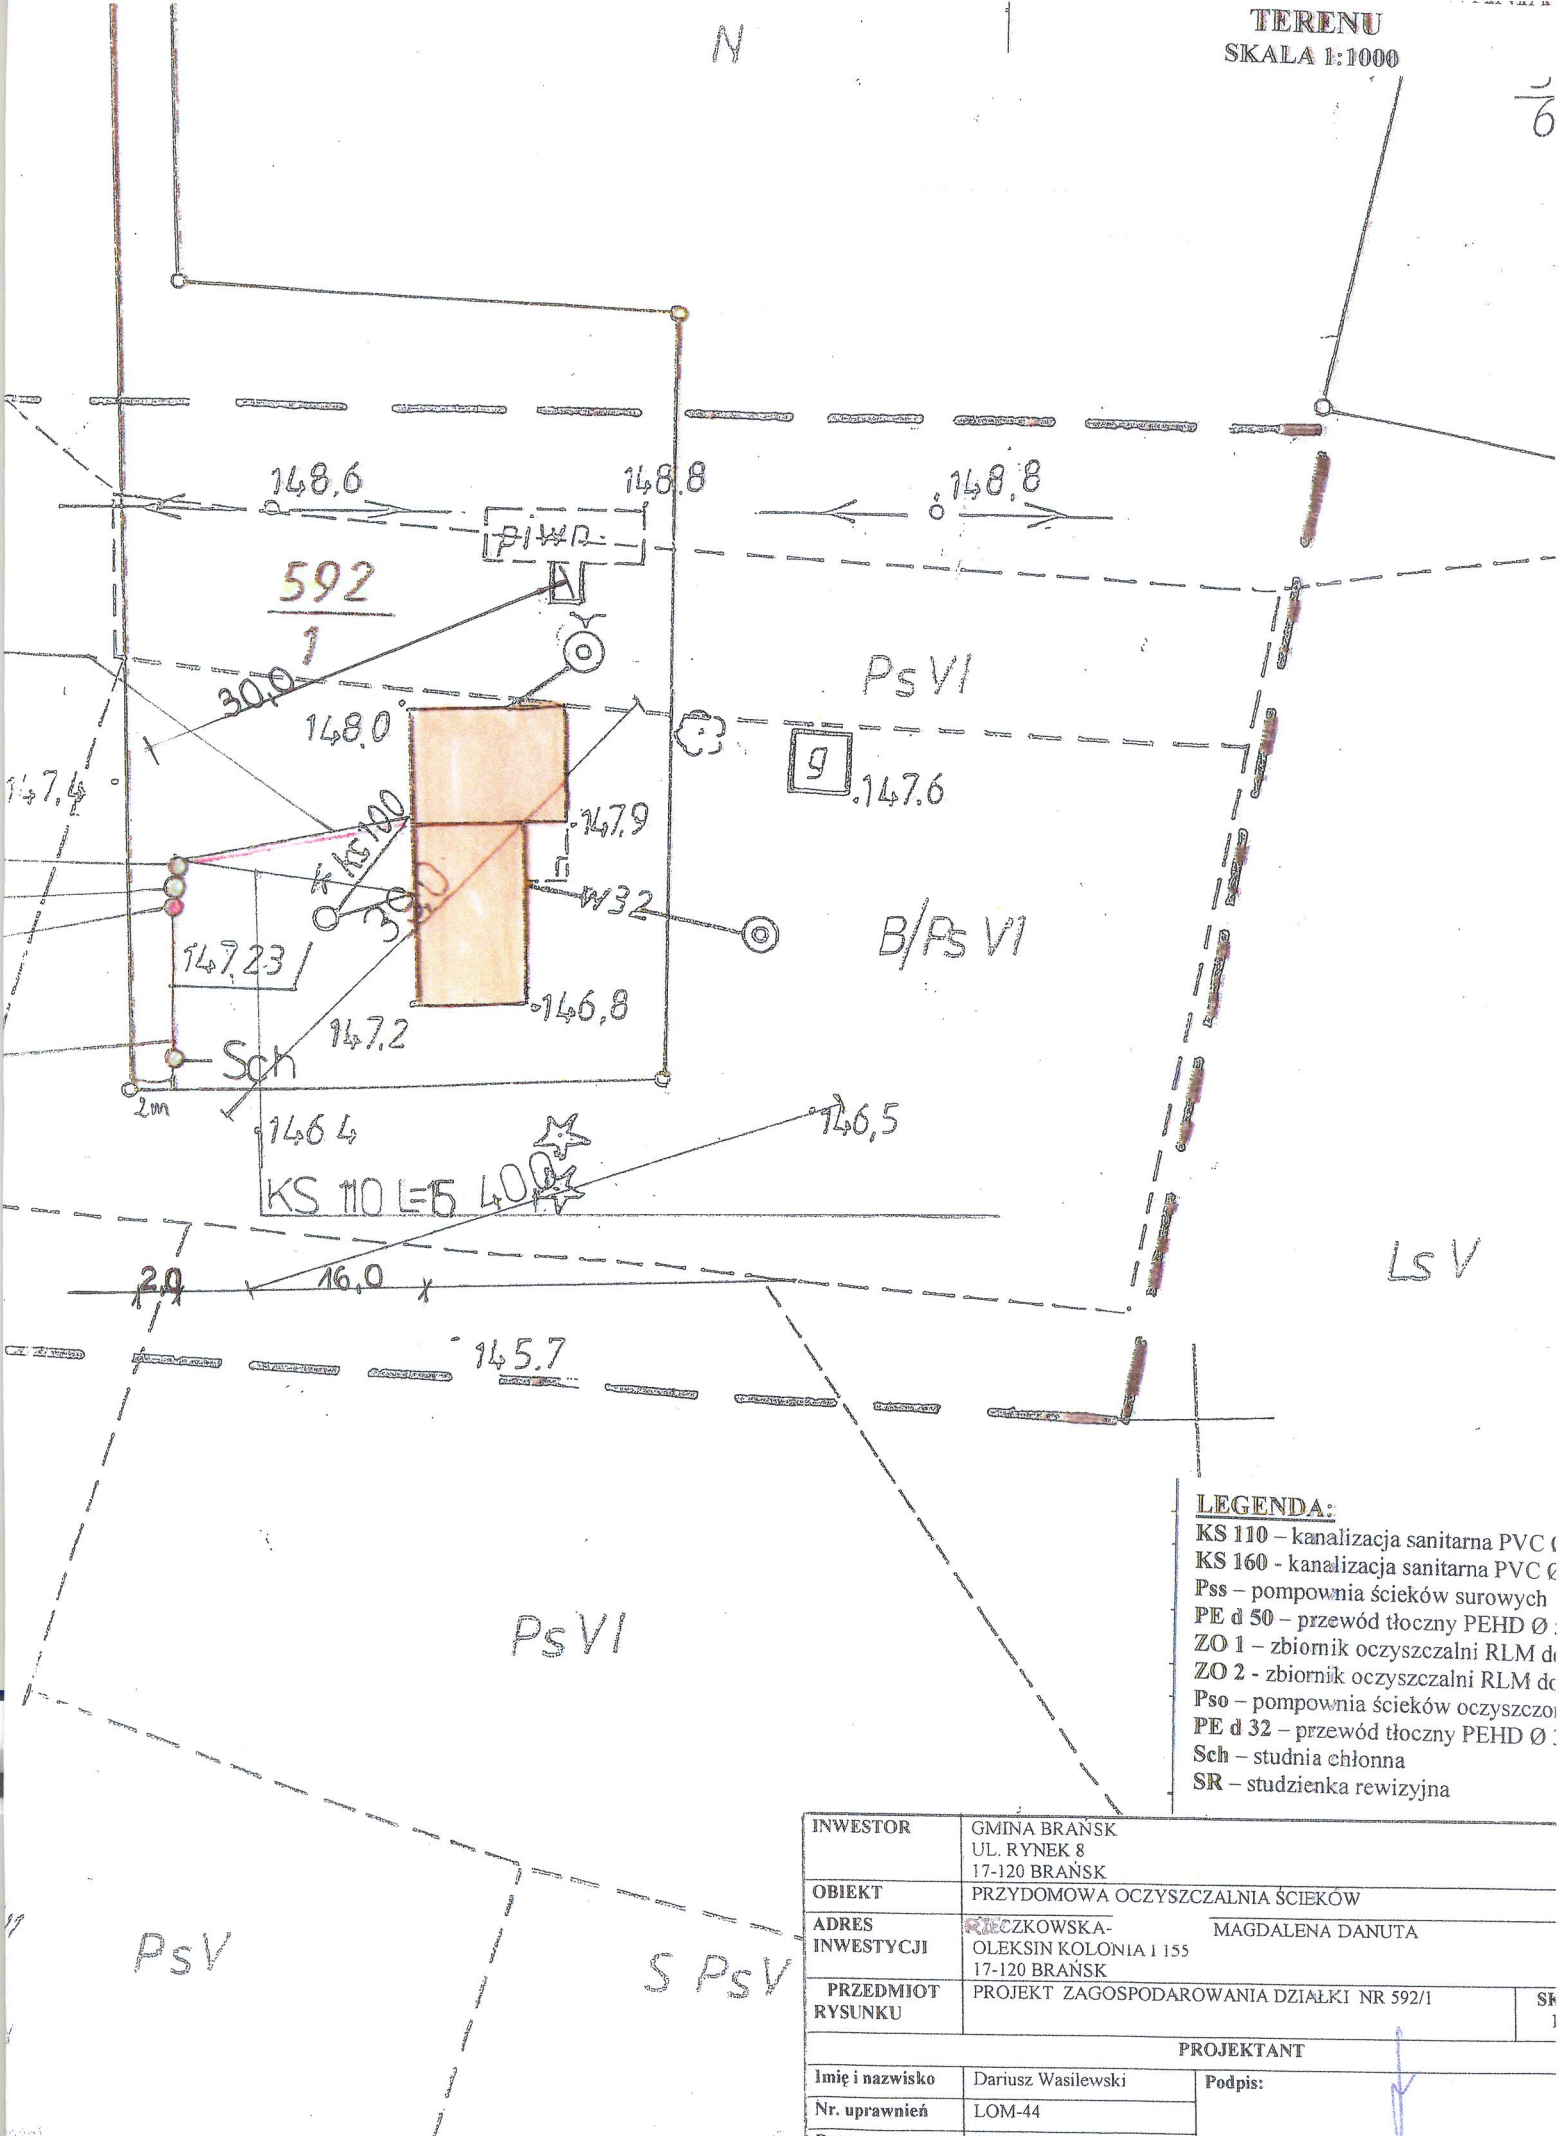 TERENU
SKALA 1:1000
N
6
148,6
148,8
148,8
piwn.
592
1
30,0
PsVI
148,0
g
147,6
147,4
ks100
k
147,9
30,0
w32
B/Ps VI
147,23
146,8
147,2
Sch
2m
146,4
146,5
KS 110 L=15
40,0
Ls V
2,0
16,0
145,7
LEGENDA:
KS 110 – kanalizacja sanitarna PVC
KS 160 - kanalizacja sanitarna PVC Ø
Pss – pompownia ścieków surowych
PE d 50 – przewód tłoczny PEHD Ø
ZO 1 – zbiornik oczyszczalni RLM
ZO 2 - zbiornik oczyszczalni RLM
Pso – pompownia ścieków
PE d 32 – przewód tłoczny PEHD Ø
Sch – studnia chłonna
SR – studzienka rewizyjna
PsVI
PsV
S PsV
INWESTOR
GMINA BRAŃSK
UL. RYNEK 8
17-120 BRAŃSK
OBIEKT
PRZYDOMOWA OCZYSZCZALNIA ŚCIEKÓW
ADRES
INWESTYCJI
MAGDALENA DANUTA
OLEKSIN KOLONIA 1 155
17-120 BRAŃSK
PRZEDMIOT
RYSUNKU
PROJEKT ZAGOSPODAROWANIA DZIAŁKI NR 592/1
PROJEKTANT
Imię i nazwisko
Dariusz Wasilewski
Podpis:
Nr. uprawnień
LOM-44